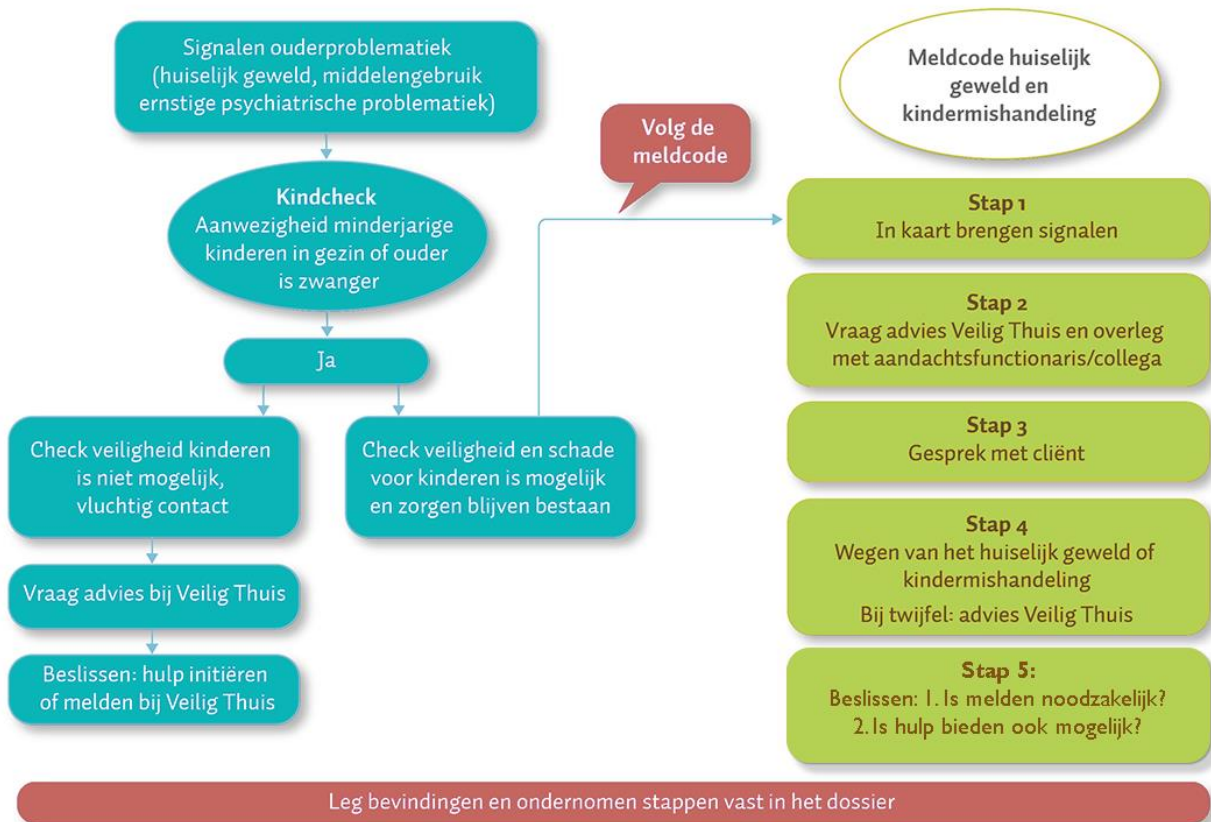 Signalen ouderproblematiek
(huiselijk geweld, middelengebruik
ernstige psychiatrische problematiek)
Kindcheck
Aanwezigheid minderjarige
kinderen in gezin of ouder
is zwanger
Ja
Check veiligheid kinderen
is niet mogelijk,
vluchtig contact
Vraag advies bij Veilig Thuis
Beslissen: hulp initiëren
of melden bij Veilig Thuis
Check veiligheid en schade
voor kinderen is mogelijk
en zorgen blijven bestaan
Volg de
meldcode
Meldcode huiselijk
geweld en
kindermishandeling
Stap 1
In kaart brengen signalen
Stap 2
Vraag advies Veilig Thuis en overleg
met aandachtsfunctionaris/collega
Stap 3
Gesprek met cliënt
Stap 4
Wegen van het huiselijk geweld of
kindermishandeling
Bij twijfel: advies Veilig Thuis
Stap 5:
Beslissen: 1. Is melden noodzakelijk?
2. Is hulp bieden ook mogelijk?
Leg bevindingen en ondernomen stappen vast in het dossier